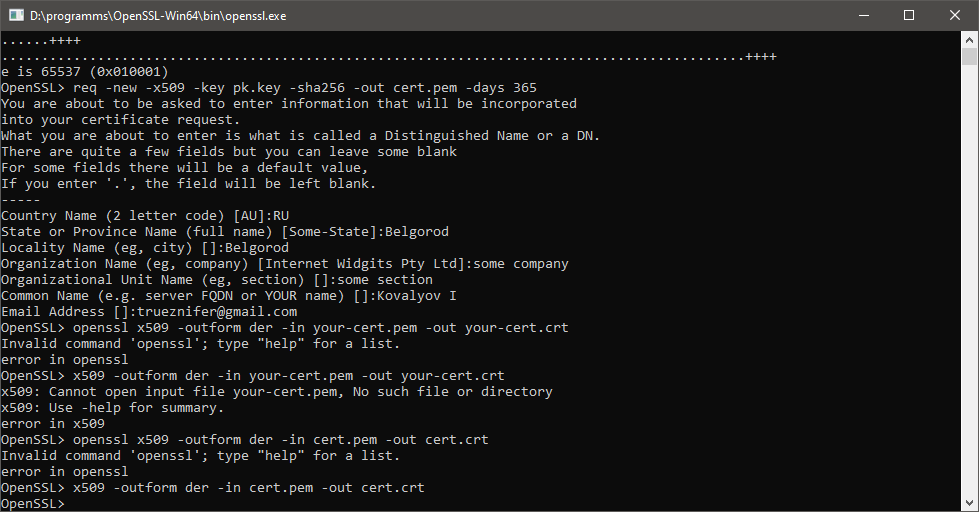 D:\programms\OpenSSL-Win64\bin\openssl.exe
......++++
.............................................................................................++++
e is 65537 (0x010001)
OpenSSL> req -new -x509 -key pk.key -sha256 -out cert.pem -days 365
You are about to be asked to enter information that will be incorporated
into your certificate request.
What you are about to enter is what is called a Distinguished Name or a DN.
There are quite a few fields but you can leave some blank
For some fields there will be a default value,
If you enter '.', the field will be left blank.
-----
Country Name (2 letter code) [AU]:RU
State or Province Name (full name) [Some-State]:Belgorod
Locality Name (eg, city) []:Belgorod
Organization Name (eg, company) [Internet Widgits Pty Ltd]:some company
Organizational Unit Name (eg, section) []:some section
Common Name (e.g. server FQDN or YOUR name) []:Kovalyov I
Email Address []:trueznifer@gmail.com
OpenSSL> openssl x509 -outform der -in your-cert.pem -out your-cert.crt
Invalid command 'openssl'; type "help" for a list.
error in openssl
OpenSSL> x509 -outform der -in your-cert.pem -out your-cert.crt
x509: Cannot open input file your-cert.pem, No such file or directory
x509: Use -help for summary.
error in x509
OpenSSL> openssl x509 -outform der -in cert.pem -out cert.crt
Invalid command 'openssl'; type "help" for a list.
error in openssl
OpenSSL> x509 -outform der -in cert.pem -out cert.crt
OpenSSL>